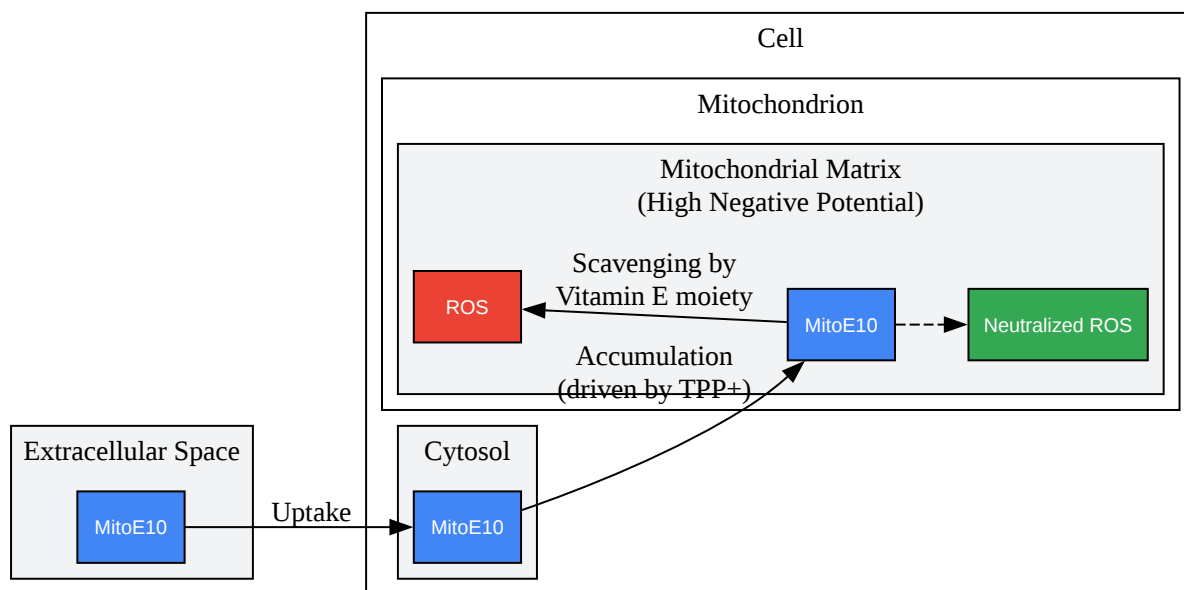 Cell
Mitochondrion
Mitochondrial Matrix
(High Negative Potential)
Scavenging by
Vitamin E moiety
ROS
MitoE10
Neutralized ROS
Accumulation
(driven by TPP+)
Extracellular Space
Cytosol
MitoE10
Uptake
MitoE10